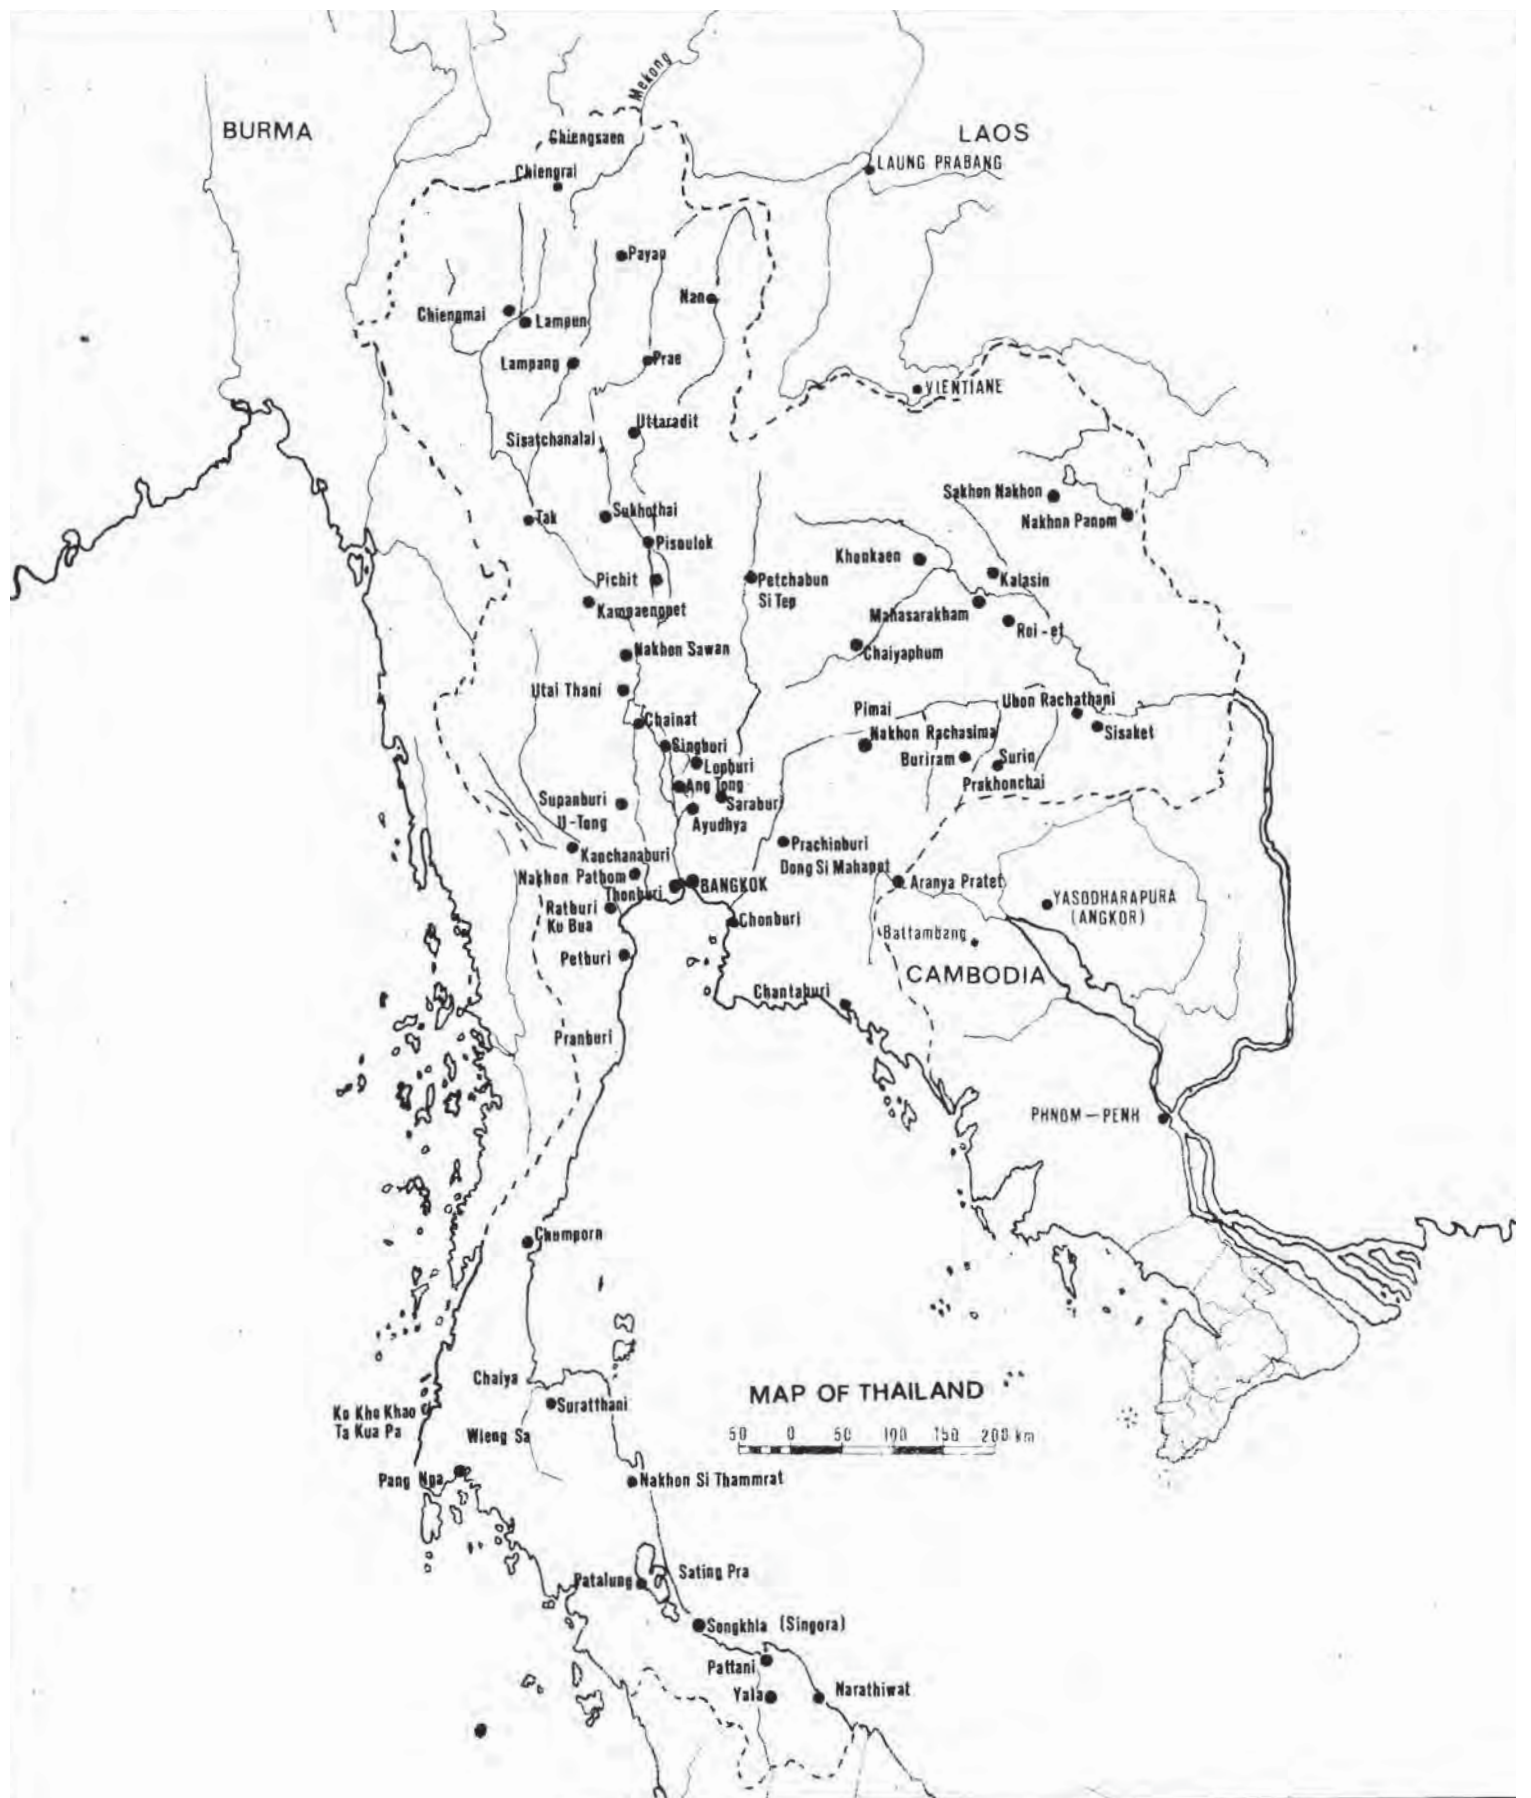 Mekong
BURMA
LAOS
Chiengsaen
LAUNG PRABANG
Chiengrai
Payau
Nan
Chiengmai
Lampun
Lampang
Prae
VIENTIANE
Uttaradit
Sisatchanalai
Sakhon Nakhon
Nakhon Panom
Tak
Sukhothai
Pisoulok
Khonkaen
Pichit
Petchabun
Si Tep
Kalasin
Kampaengpet
Mahasarakham
Roi-et
Nakhon Sawan
Chaiyaphum
Utai Thani
Ubon Rachathani
Pimai
Chainat
Nakhon Rachasima
Sisaket
Singburi
Buriram
Surin
Lopburi
Ang Tong
Prakhonchai
Supanburi
Saraburi
U-Tong
Ayudhya
Kanchanaburi
Prachinburi
Dong Si Mahapot
Nakhon Pathom
Thonburi
BANGKOK
Aranya Pratet
YASODHARAPURA
(ANGKOR)
Ratburi
Ku Bua
Chonburi
Battambang
Petburi
CAMBODIA
Chantaburi
Pranburi
PHNOM-PENH
Chumporn
Chaiya
Suratthani
MAP OF THAILAND
Ko Kho Khao
Ta Kua Pa
Wieng Sa
50 0 50 100 150 200 km
Pang Nga
Nakhon Si Thammrat
Sating Pra
Patalung
Songkhla (Singora)
Pattani
Yala
Narathiwat